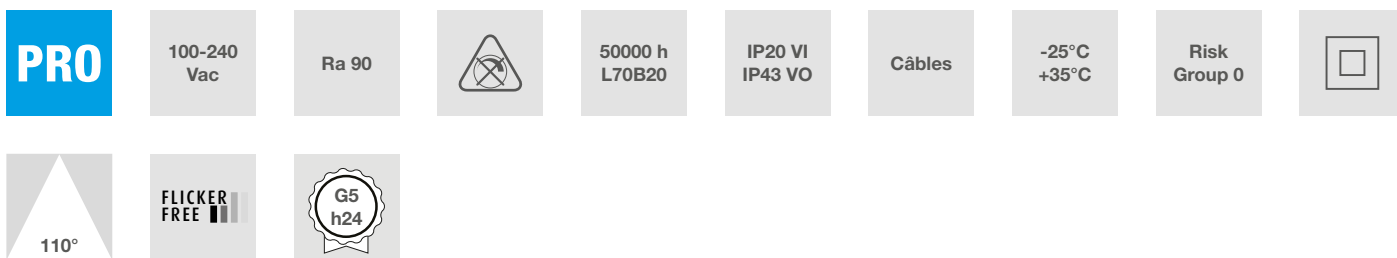 PRO
100-240
Vac
Ra 90
50000 h
L70B20
IP20 VI
IP43 VO
Câbles
-25°C
+35°C
Risk
Group 0
110°
FLICKER
FREE
G5
h24